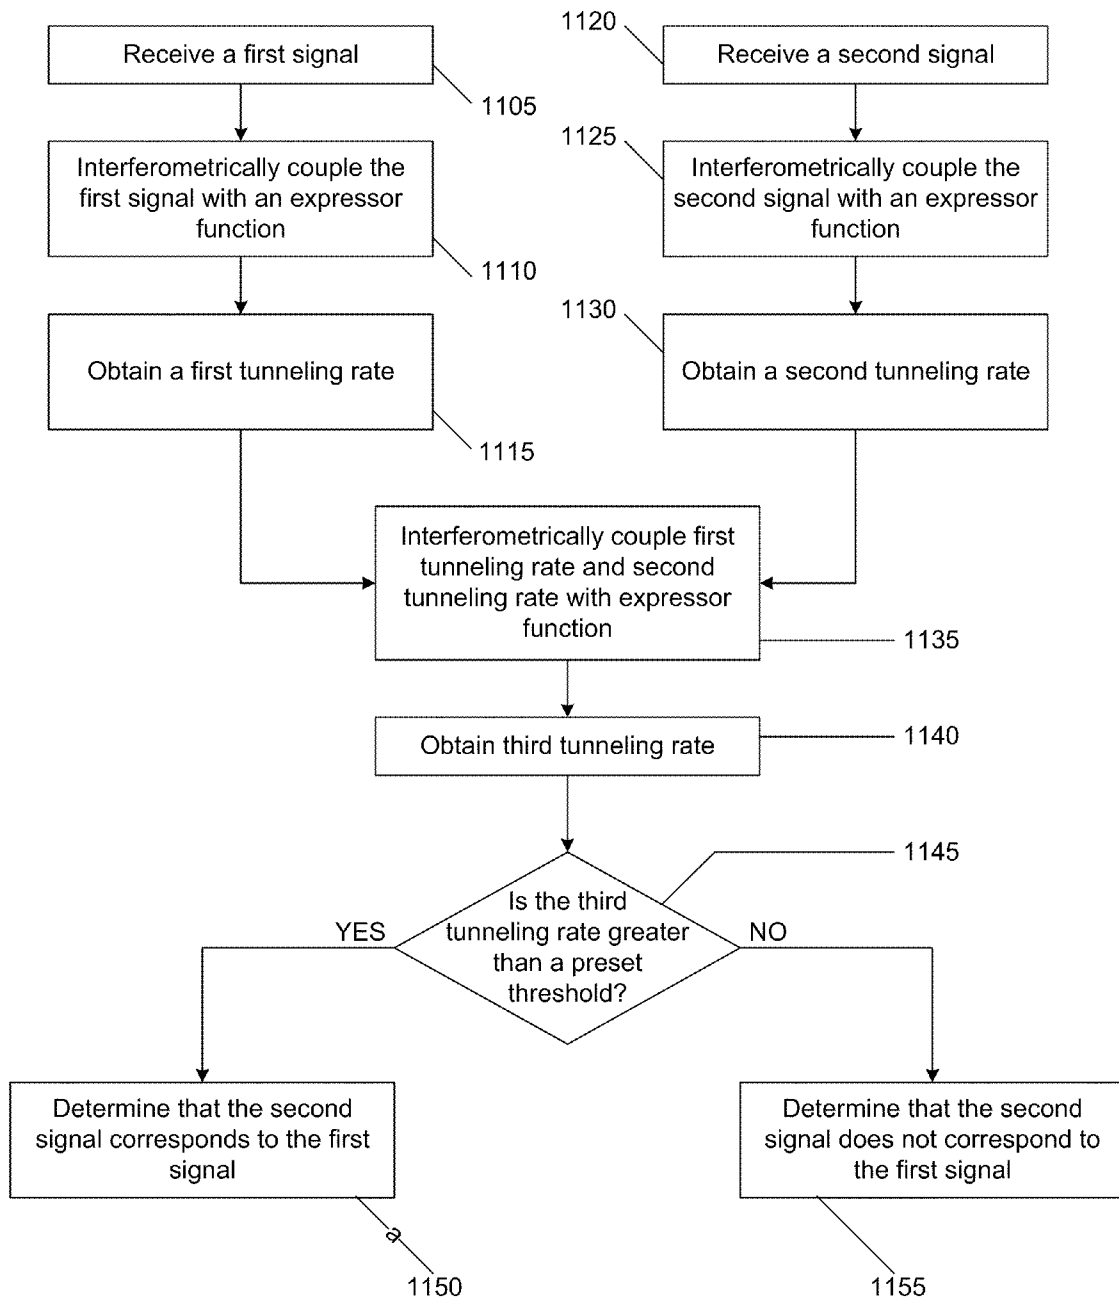 Receive a first signal
1105
1120
Receive a second signal
Interferometrically couple the
first signal with an expressor
function
1110
1125
Interferometrically couple the
second signal with an expressor
function
Obtain a first tunneling rate
1115
1130
Obtain a second tunneling rate
Interferometrically couple first
tunneling rate and second
tunneling rate with expressor
function
1135
Obtain third tunneling rate
1140
1145
Is the third
tunneling rate greater
than a preset
threshold?
YES
NO
Determine that the second
signal corresponds to the first
signal
a
1150
Determine that the second
signal does not correspond to
the first signal
1155